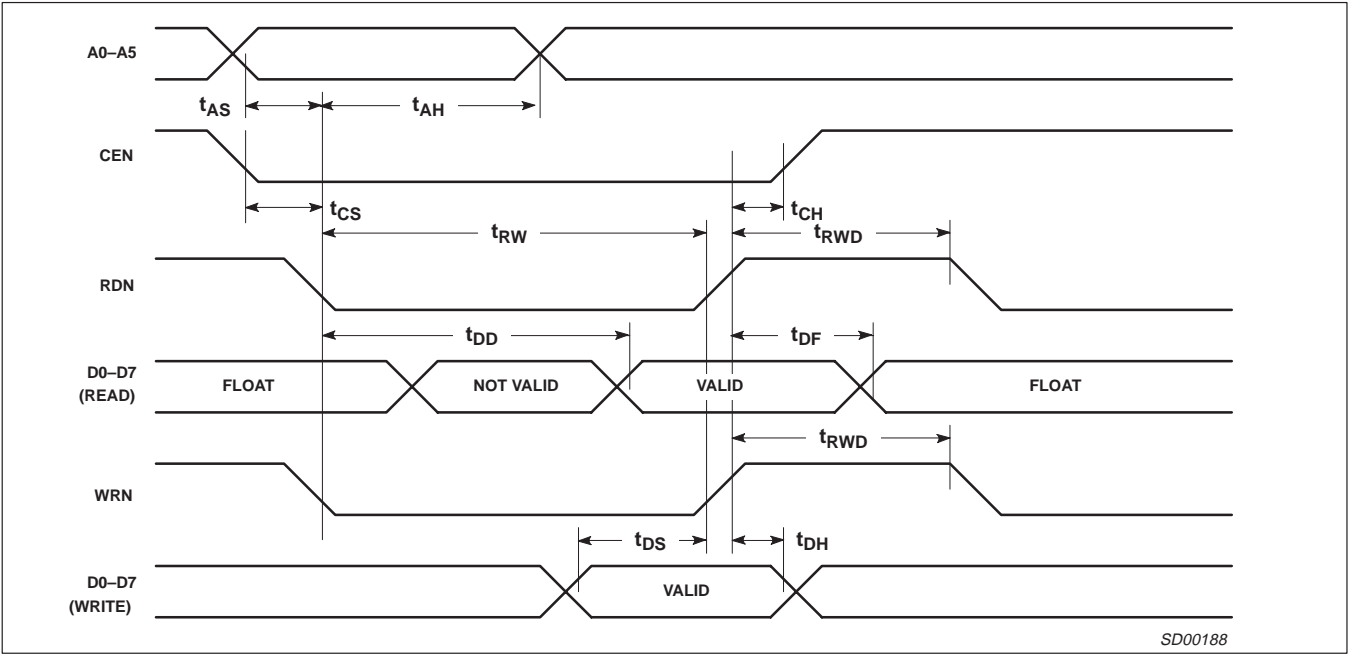 A0–A5
tAS
tAH
CEN
tCS
tCH
tRW
tRWD
RDN
tDD
tDF
D0–D7
(READ)
FLOAT
NOT VALID
VALID
FLOAT
tRWD
WRN
tDS
tDH
D0–D7
(WRITE)
VALID
SD00188